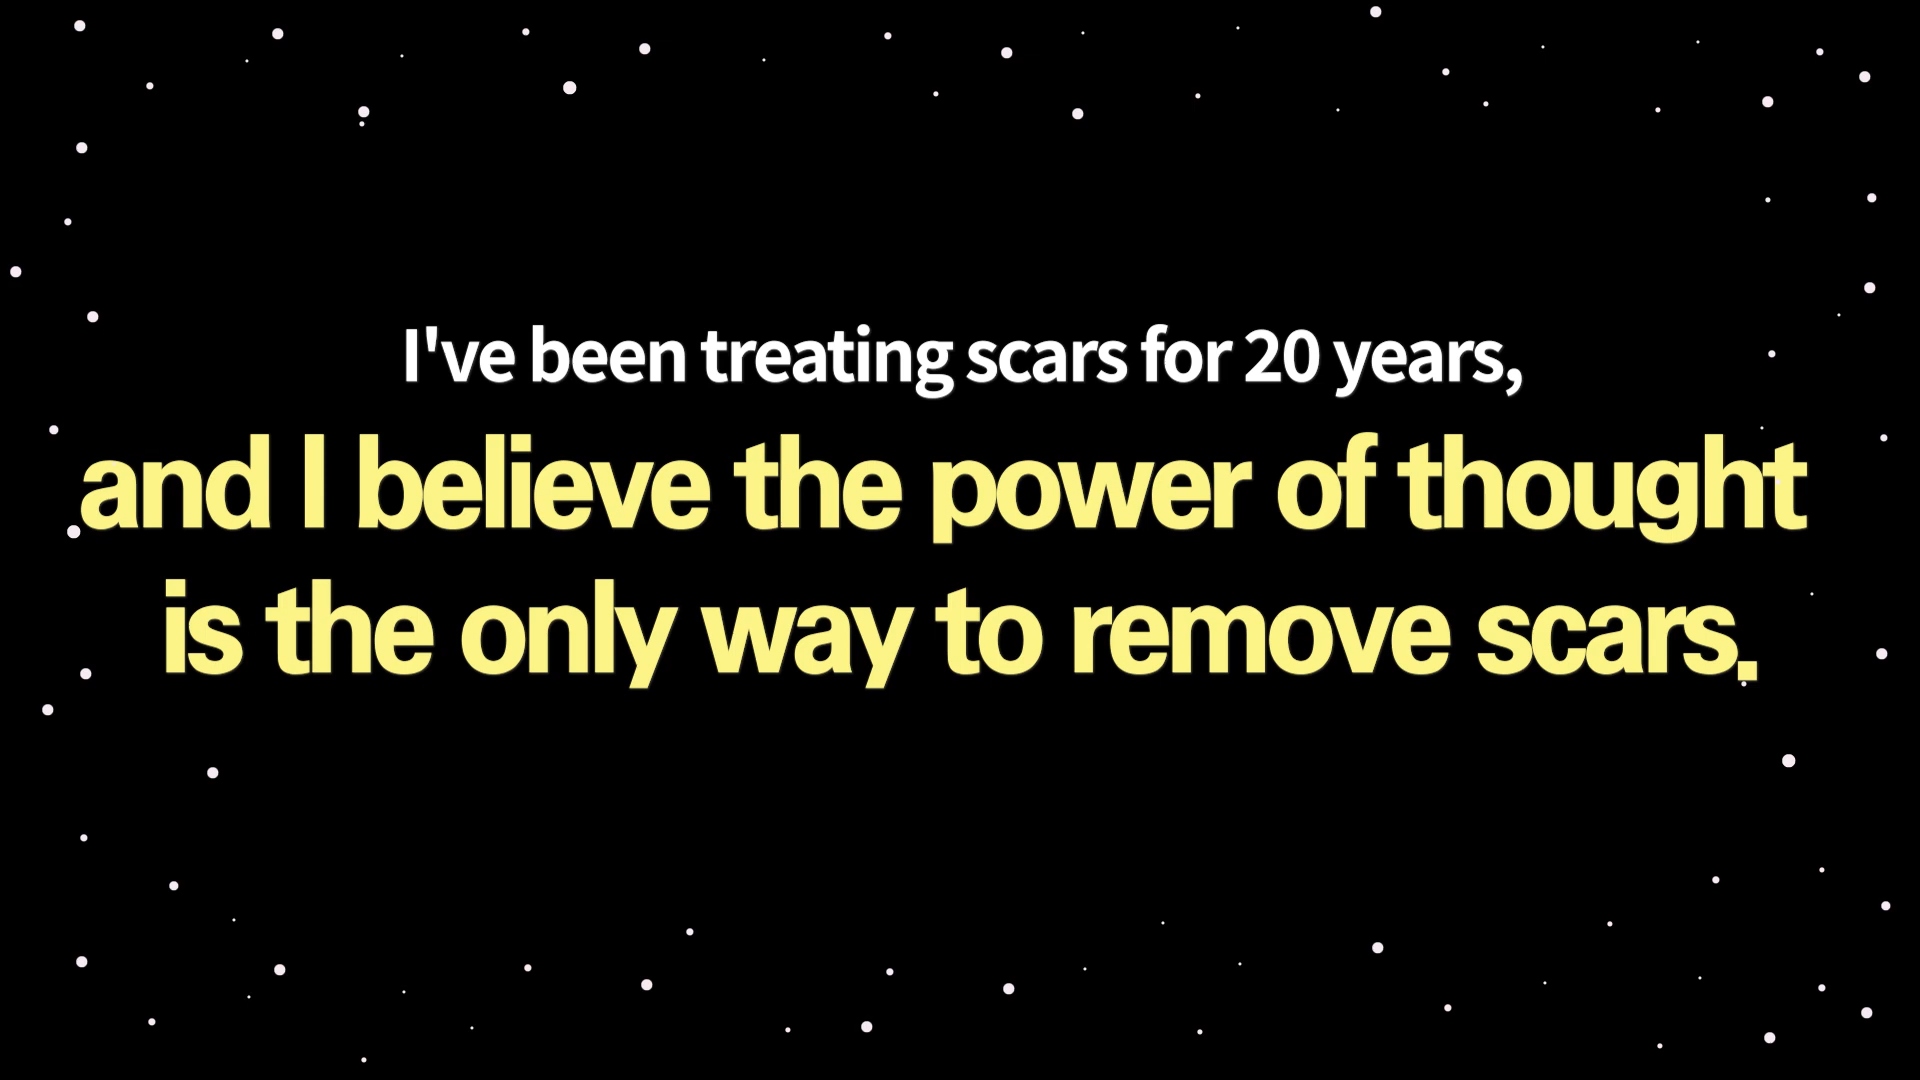 I've been treating scars for 20 years,
and I believe the power of thought
is the only way to remove scars.